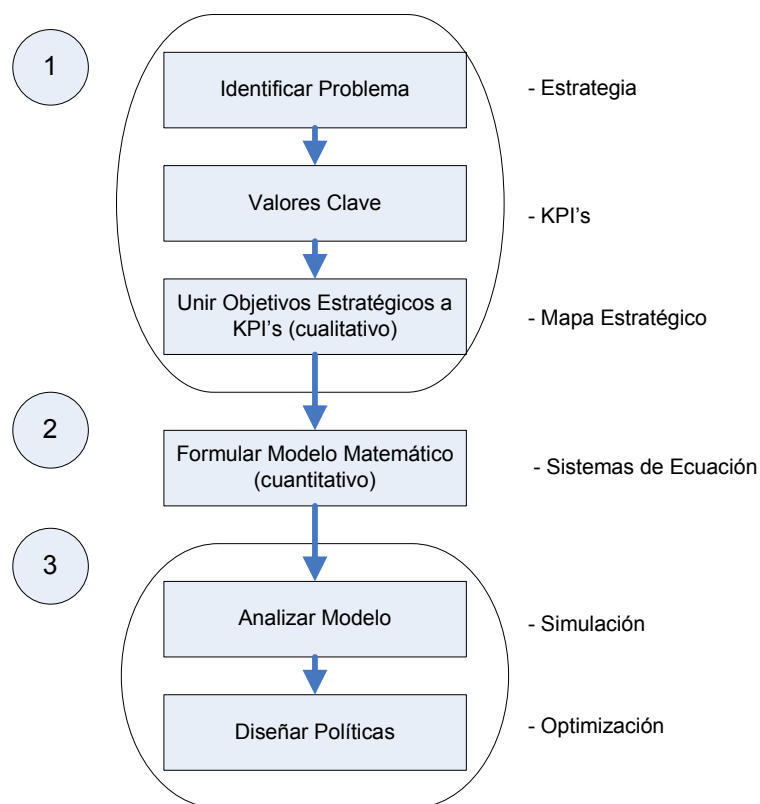 1
Identificar Problema
- Estrategia
Valores Clave
- KPI's
Unir Objetivos Estratégicos a
KPI's (cualitativo)
- Mapa Estratégico
2
Formular Modelo Matemático
(cuantitativo)
- Sistemas de Ecuación
3
Analizar Modelo
- Simulación
Diseñar Políticas
- Optimización